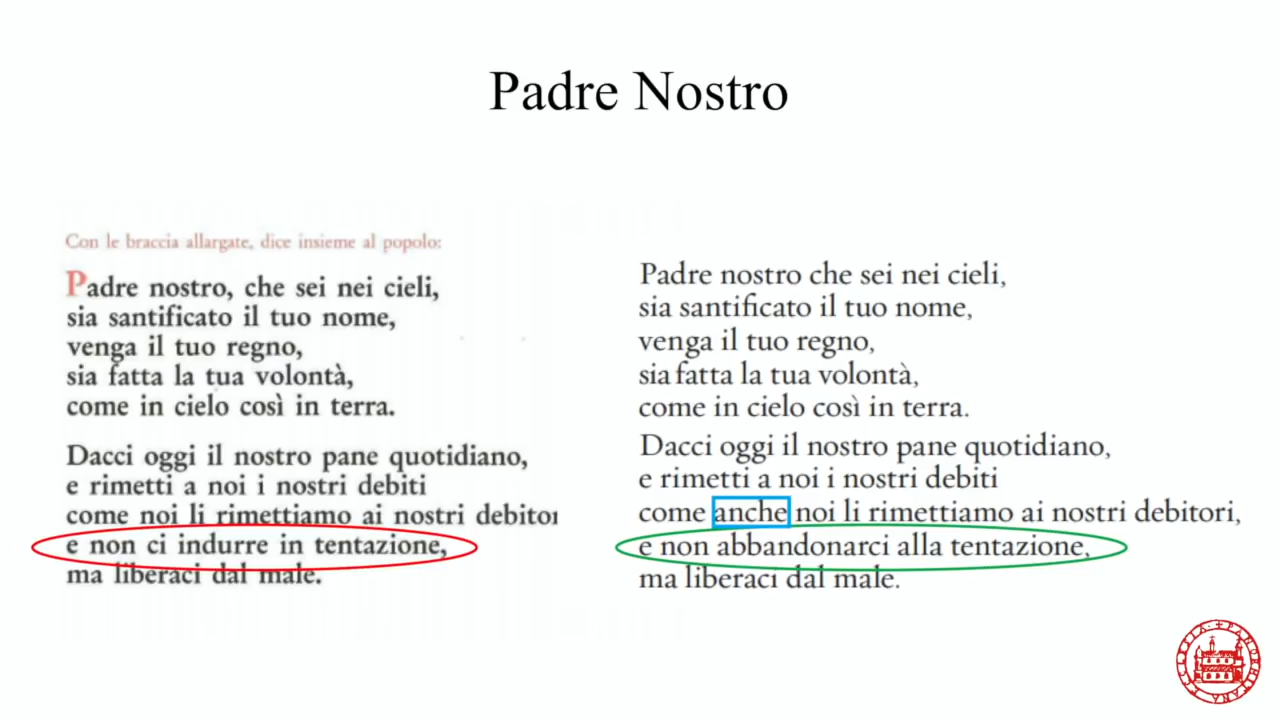 Padre Nostro
Con le braccia allargate, dice insieme al popolo:
Padre nostro, che sei nei cieli,
sia santificato il tuo nome,
venga il tuo regno,
sia fatta la tua volontà,
come in cielo così in terra.
Dacci oggi il nostro pane quotidiano,
e rimetti a noi i nostri debiti
come noi li rimettiamo ai nostri debitor
e non ci indurre in tentazione,
ma liberaci dal male.
Padre nostro che sei nei cieli,
sia santificato il tuo nome,
venga il tuo regno,
sia fatta la tua volontà,
come in cielo così in terra.
Dacci oggi il nostro pane quotidiano,
e rimetti a noi i nostri debiti
come anche noi li rimettiamo ai nostri debitori,
e non abbandonarci alla tentazione,
ma liberaci dal male.
ECCLESIA PANORMITANA